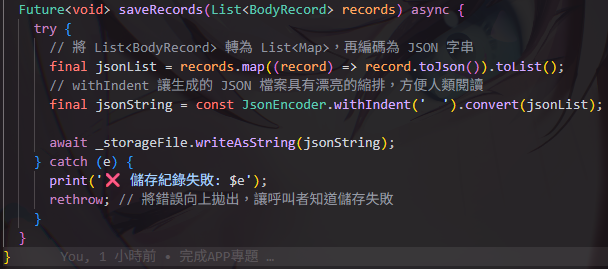 Future<void> saveRecords(List<BodyRecord> records) async {
try {
// 將 List<BodyRecord> 轉為 List<Map>，再編碼為 JSON 字串
final jsonList = records.map((record) => record.toJson()).toList();
// withIndent 讓生成的 JSON 檔案具有漂亮的縮排，方便人類閱讀
final jsonString = const JsonEncoder.withIndent('  ').convert(jsonList);
await _storageFile.writeAsString(jsonString);
} catch (e) {
print('❌ 儲存紀錄失敗: $e');
rethrow; // 將錯誤向上拋出，讓呼叫者知道儲存失敗
}
}
}
You, 1 小時前 • 完成APP專題 …